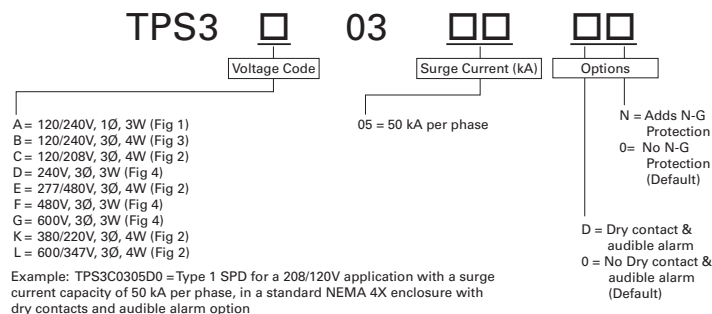 TPS3 □ 03 □□ □□
Voltage Code
Surge Current (kA)
Options
A = 120/240V, 1Ø, 3W (Fig 1)
B = 120/240V, 3Ø, 4W (Fig 3)
C = 120/208V, 3Ø, 4W (Fig 2)
D = 240V, 3Ø, 3W (Fig 4)
E = 277/480V, 3Ø, 4W (Fig 2)
F = 480V, 3Ø, 3W (Fig 4)
G = 600V, 3Ø, 3W (Fig 4)
K = 380/220V, 3Ø, 4W (Fig 2)
L = 600/347V, 3Ø, 4W (Fig 2)
05 = 50 kA per phase
N = Adds N-G
Protection
0= No N-G
Protection
(Default)
D = Dry contact &
audible alarm
0 = No Dry contact &
audible alarm
(Default)
Example: TPS3C0305D0 = Type 1 SPD for a 208/120V application with a surge
current capacity of 50 kA per phase, in a standard NEMA 4X enclosure with
dry contacts and audible alarm option